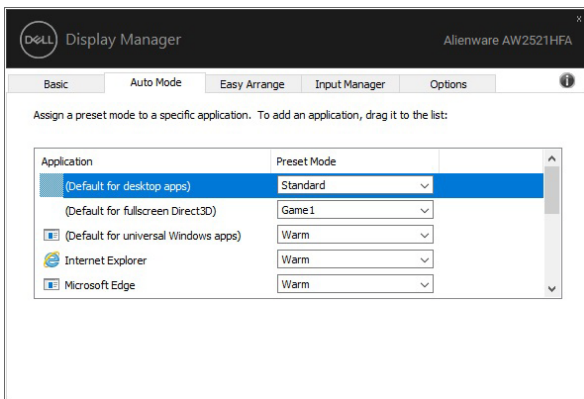 DELL Display Manager Alienware AW2521HFA
x
Basic Auto Mode Easy Arrange Input Manager Options i
Assign a preset mode to a specific application. To add an application, drag it to the list:
Application Preset Mode
(Default for desktop apps) Standard
(Default for fullscreen Direct3D) Game1
(Default for universal Windows apps) Warm
Internet Explorer Warm
Microsoft Edge Warm